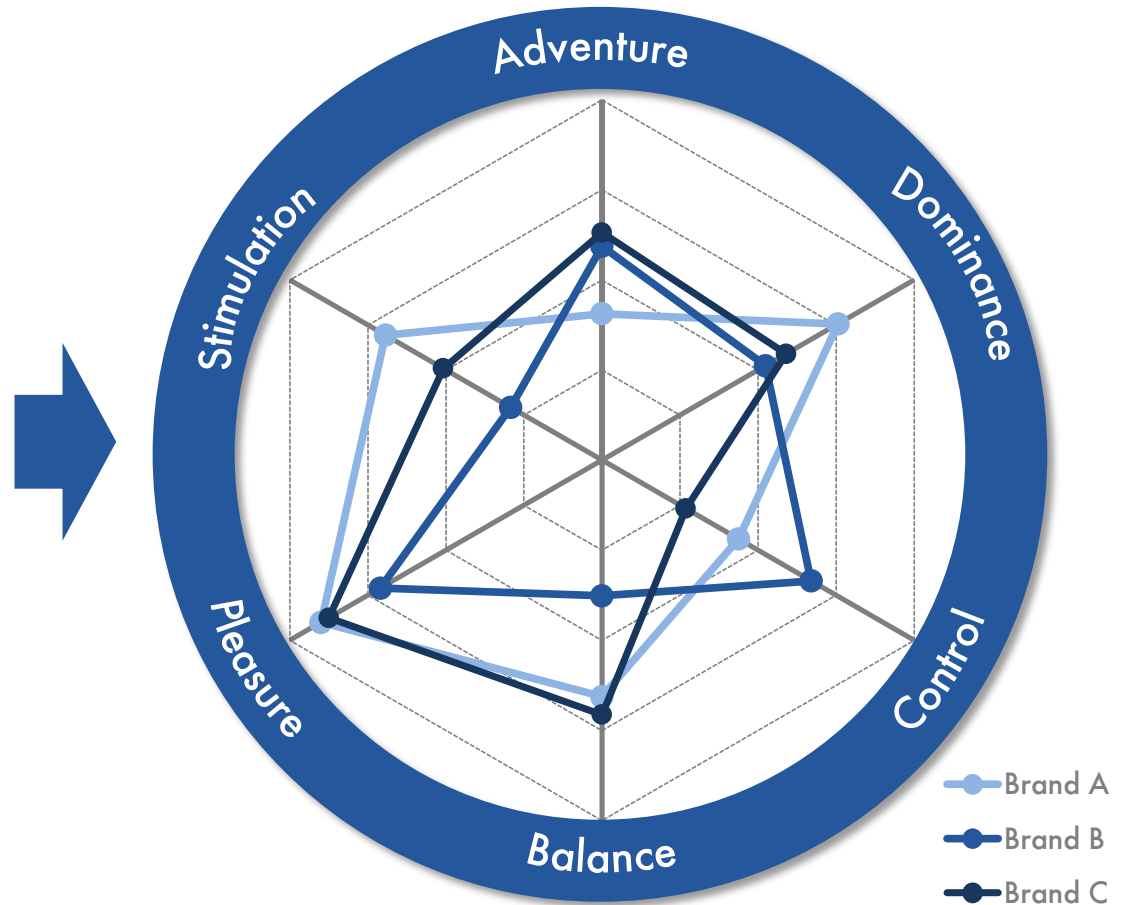 Adventure
Dominance
Control
Balance
Pleasure
Stimulation
Brand A
Brand B
Brand C